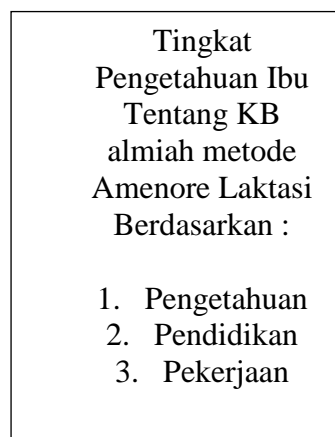 Tingkat
Pengetahuan Ibu
Tentang KB
almiah metode
Amenore Laktasi
Berdasarkan :
1. Pengetahuan
2. Pendidikan
3. Pekerjaan